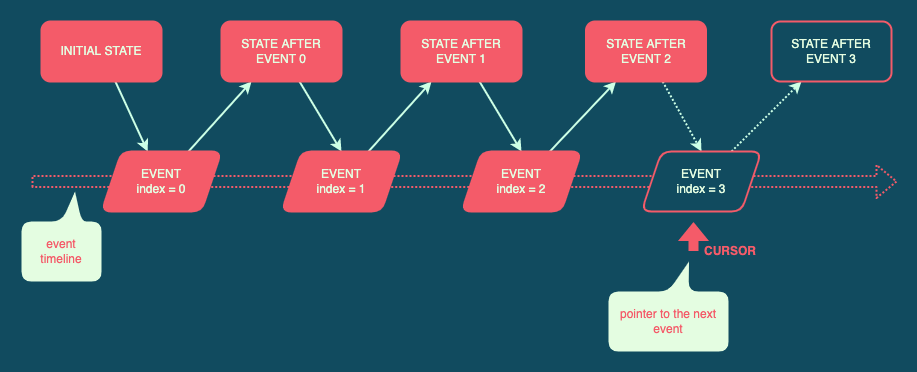 INITIAL STATE
STATE AFTER
EVENT 0
STATE AFTER
EVENT 1
STATE AFTER
EVENT 2
STATE AFTER
EVENT 3
EVENT
index = 0
EVENT
index = 1
EVENT
index = 2
EVENT
index = 3
event
timeline
CURSOR
pointer to the next
event